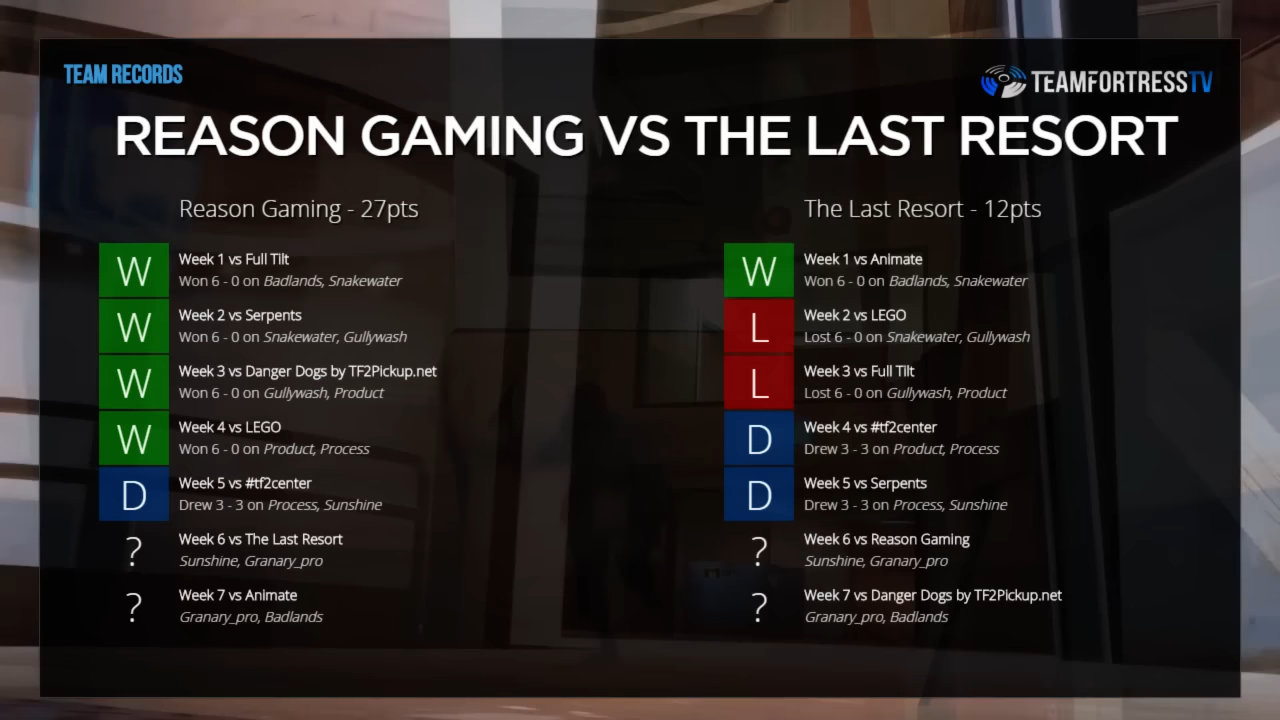 TEAM RECORDS
TEAMFORTRESSTV
REASON GAMING VS THE LAST RESORT
Reason Gaming - 27pts
W
Week 1 vs Full Tilt
Won 6 - 0 on Badlands, Snakewater
W
Week 2 vs Serpents
Won 6 - 0 on Snakewater, Gullywash
W
Week 3 vs Danger Dogs by TF2Pickup.net
Won 6 - 0 on Gullywash, Product
W
Week 4 vs LEGO
Won 6 - 0 on Product, Process
D
Week 5 vs #tf2center
Drew 3 - 3 on Process, Sunshine
?
Week 6 vs The Last Resort
Sunshine, Granary_pro
?
Week 7 vs Animate
Granary_pro, Badlands
The Last Resort - 12pts
W
Week 1 vs Animate
Won 6 - 0 on Badlands, Snakewater
L
Week 2 vs LEGO
Lost 6 - 0 on Snakewater, Gullywash
L
Week 3 vs Full Tilt
Lost 6 - 0 on Gullywash, Product
D
Week 4 vs #tf2center
Drew 3 - 3 on Product, Process
D
Week 5 vs Serpents
Drew 3 - 3 on Process, Sunshine
?
Week 6 vs Reason Gaming
Sunshine, Granary_pro
?
Week 7 vs Danger Dogs by TF2Pickup.net
Granary_pro, Badlands